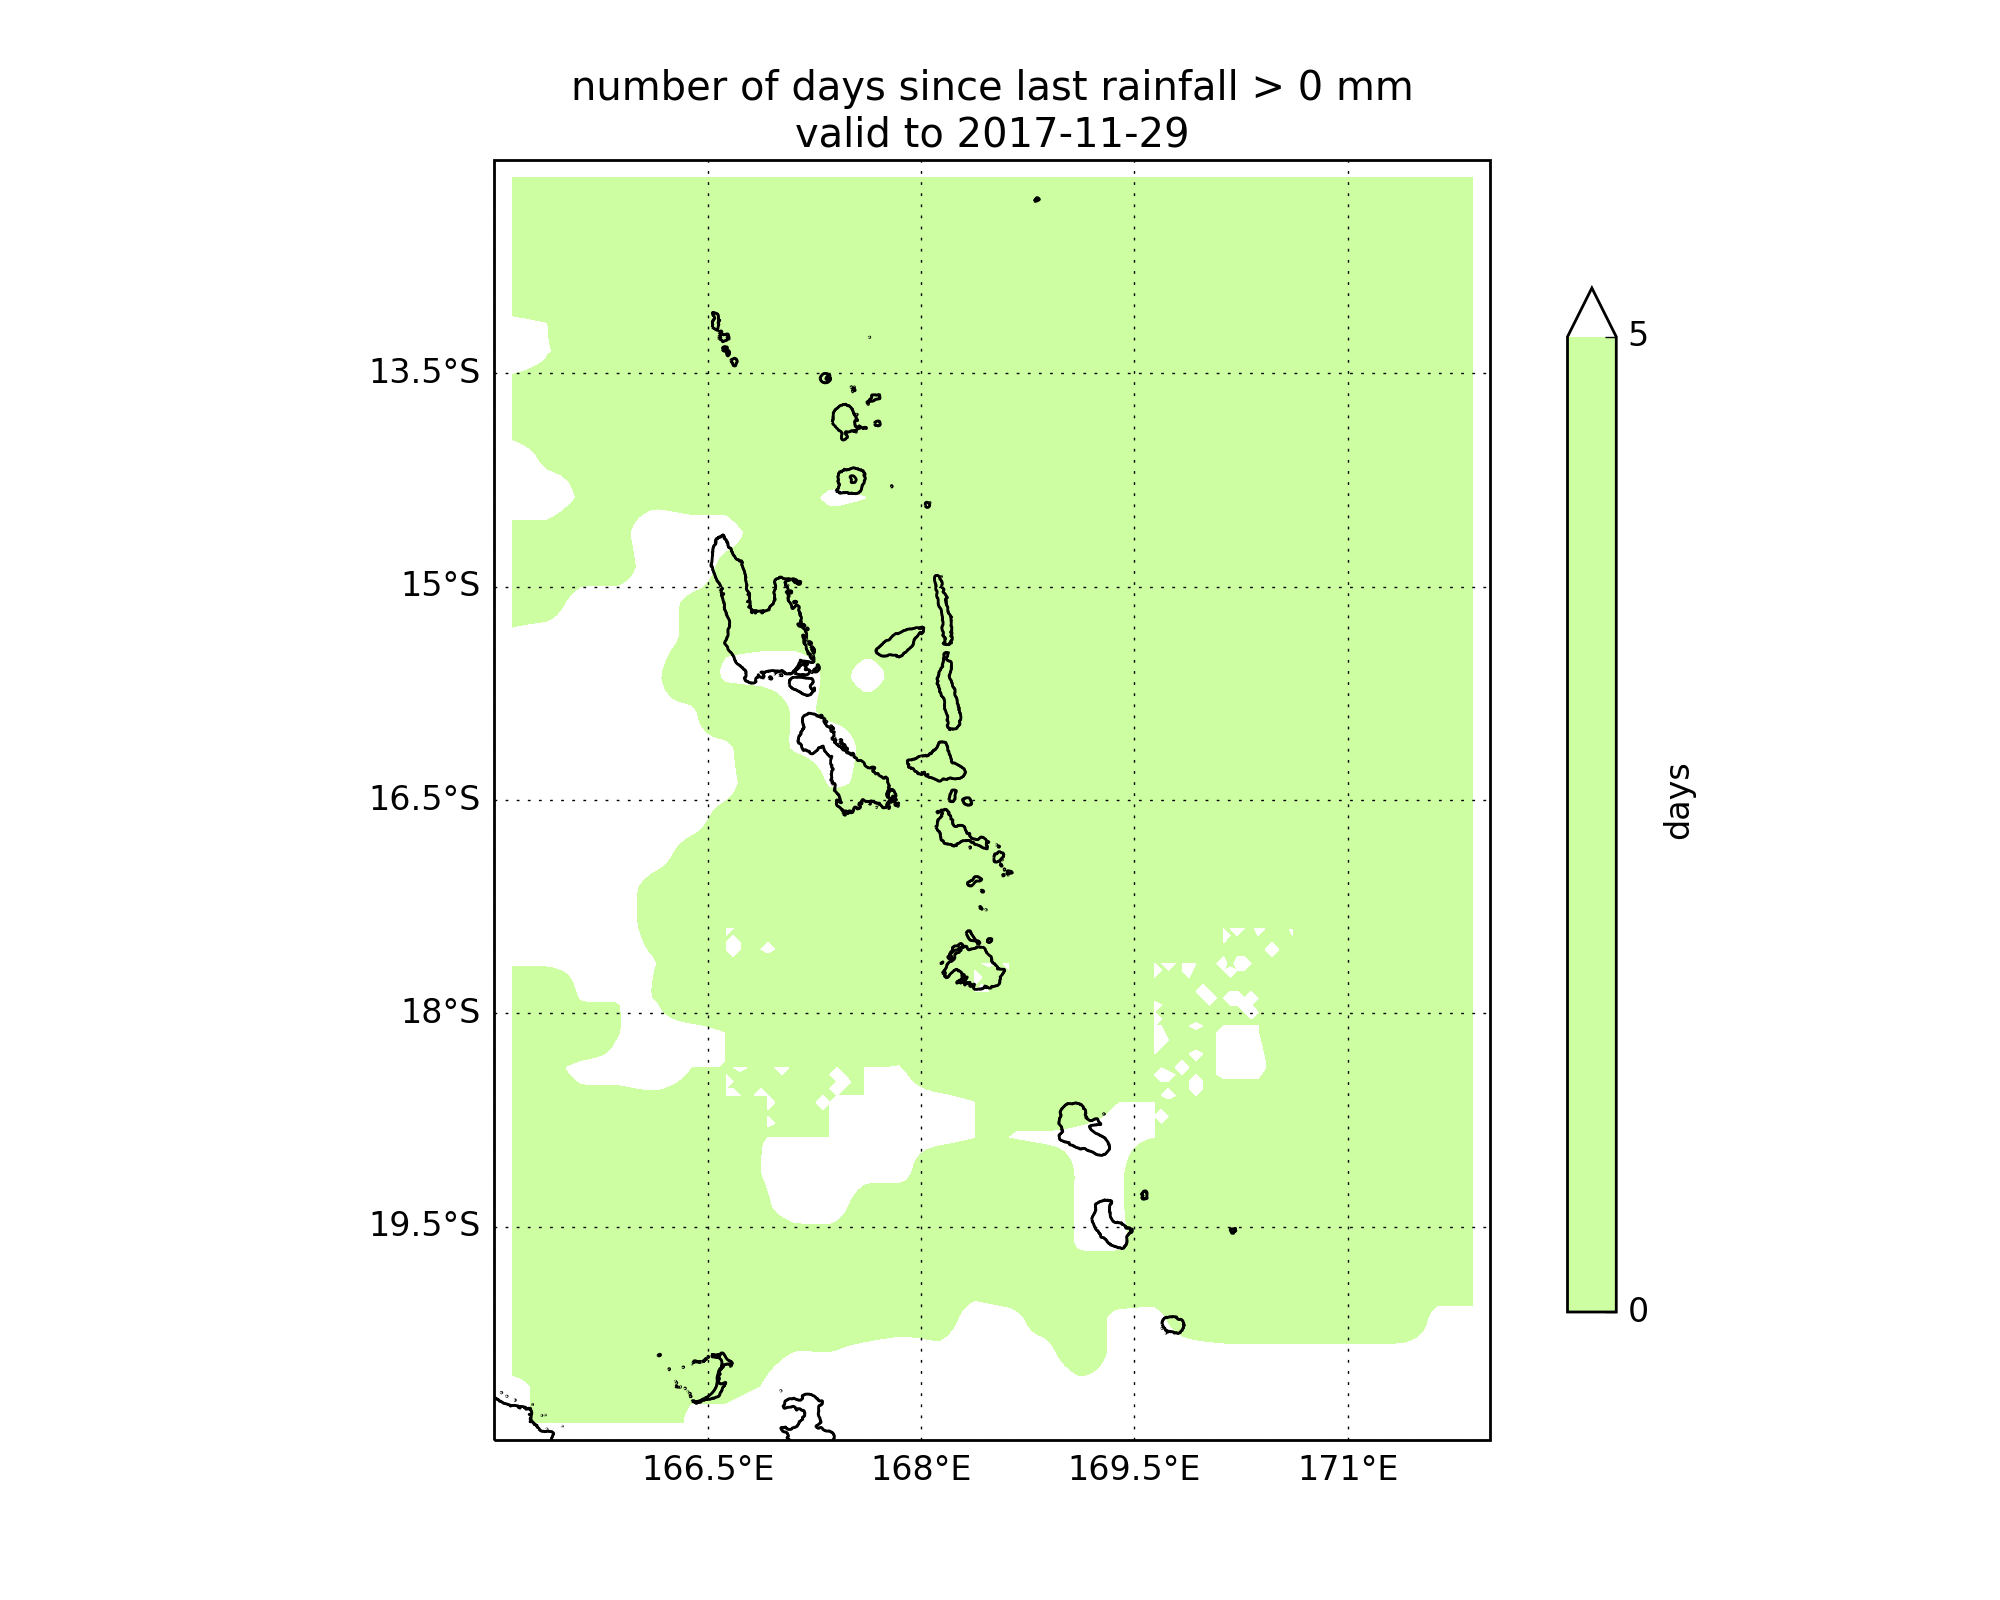 number of days since last rainfall > 0 mm
valid to 2017-11-29
13.5°S
15°S
16.5°S
18°S
19.5°S
166.5°E
168°E
169.5°E
171°E
5
days
0